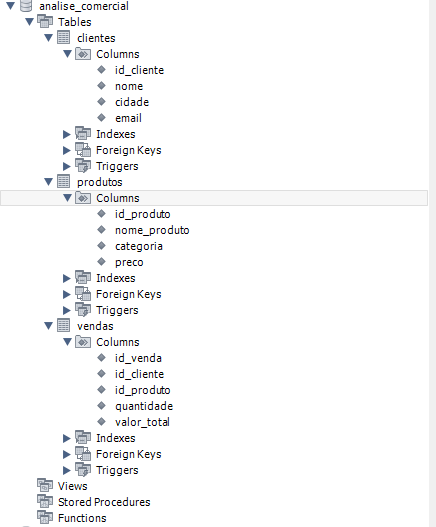 analise_comercial
Tables
clientes
Columns
id_cliente
nome
cidade
email
Indexes
Foreign Keys
Triggers
produtos
Columns
id_produto
nome_produto
categoria
preco
Indexes
Foreign Keys
Triggers
vendas
Columns
id_venda
id_cliente
id_produto
quantidade
valor_total
Indexes
Foreign Keys
Triggers
Views
Stored Procedures
Functions